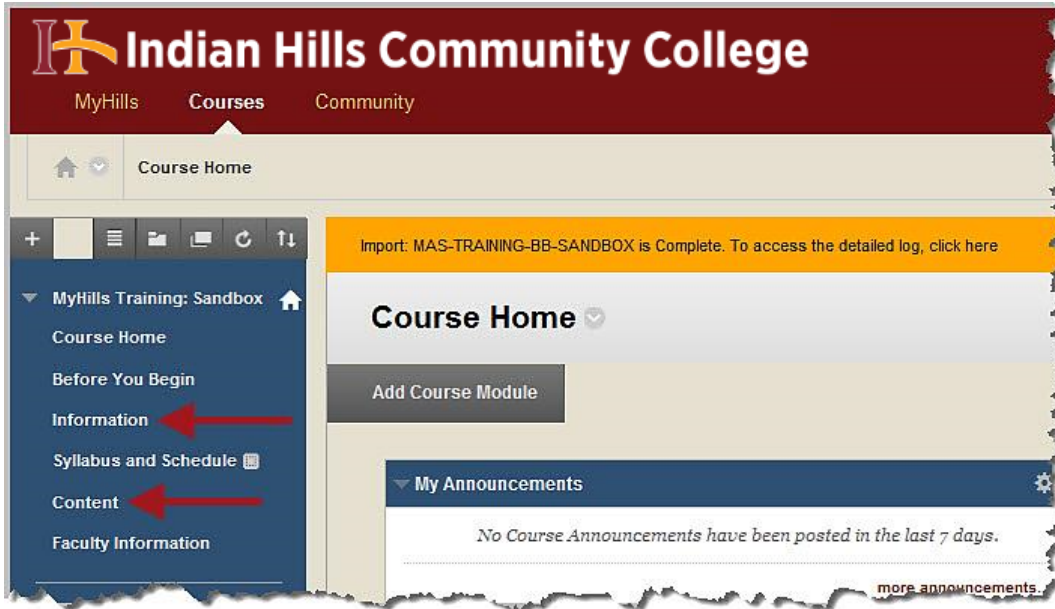 Indian Hills Community College
MyHills Courses Community
Course Home
Import: MAS-TRAINING-BB-SANDBOX is Complete. To access the detailed log, click here
MyHills Training: Sandbox
Course Home
Before You Begin
Information
Syllabus and Schedule
Content
Faculty Information
Course Home
Add Course Module
My Announcements
No Course Announcements have been posted in the last 7 days.
more announcements.